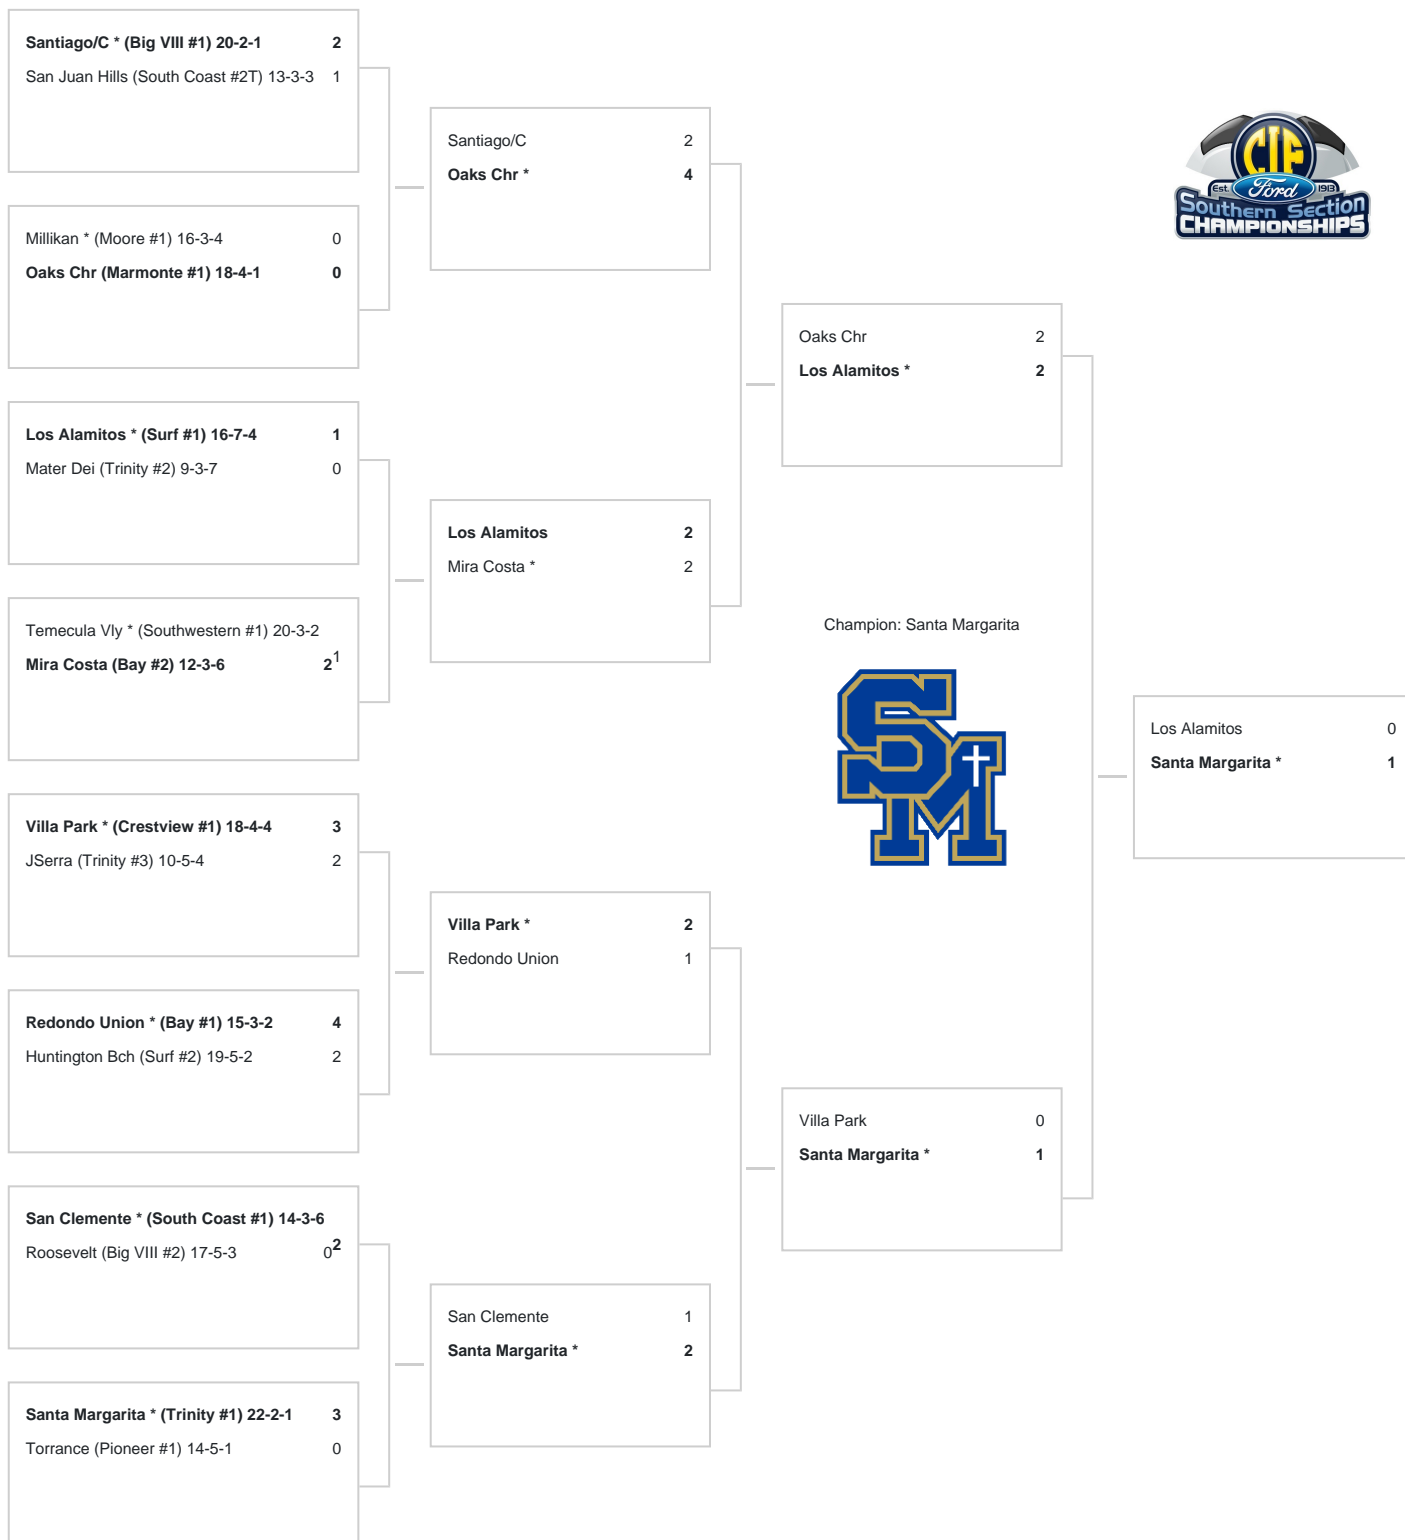 Santiago/C * (Big VIII #1) 20-2-1 2
San Juan Hills (South Coast #2T) 13-3-3 1
Millikan * (Moore #1) 16-3-4 0
Oaks Chr (Marmonte #1) 18-4-1 0
Los Alamitos * (Surf #1) 16-7-4 1
Mater Dei (Trinity #2) 9-3-7 0
Temecula Vly * (Southwestern #1) 20-3-2 1
Mira Costa (Bay #2) 12-3-6 2
Villa Park * (Crestview #1) 18-4-4 3
JSerra (Trinity #3) 10-5-4 2
Redondo Union * (Bay #1) 15-3-2 4
Huntington Bch (Surf #2) 19-5-2 2
San Clemente * (South Coast #1) 14-3-6 2
Roosevelt (Big VIII #2) 17-5-3 0
Santa Margarita * (Trinity #1) 22-2-1 3
Torrance (Pioneer #1) 14-5-1 0
Santiago/C 2
Oaks Chr * 4
Los Alamitos 2
Mira Costa * 2
Villa Park * 2
Redondo Union 1
San Clemente 1
Santa Margarita * 2
Oaks Chr 2
Los Alamitos * 2
Villa Park 0
Santa Margarita * 1
Champion: Santa Margarita
SM
Los Alamitos 0
Santa Margarita * 1
CIF
Est. Ford 1913
Southern Section
CHAMPIONSHIPS